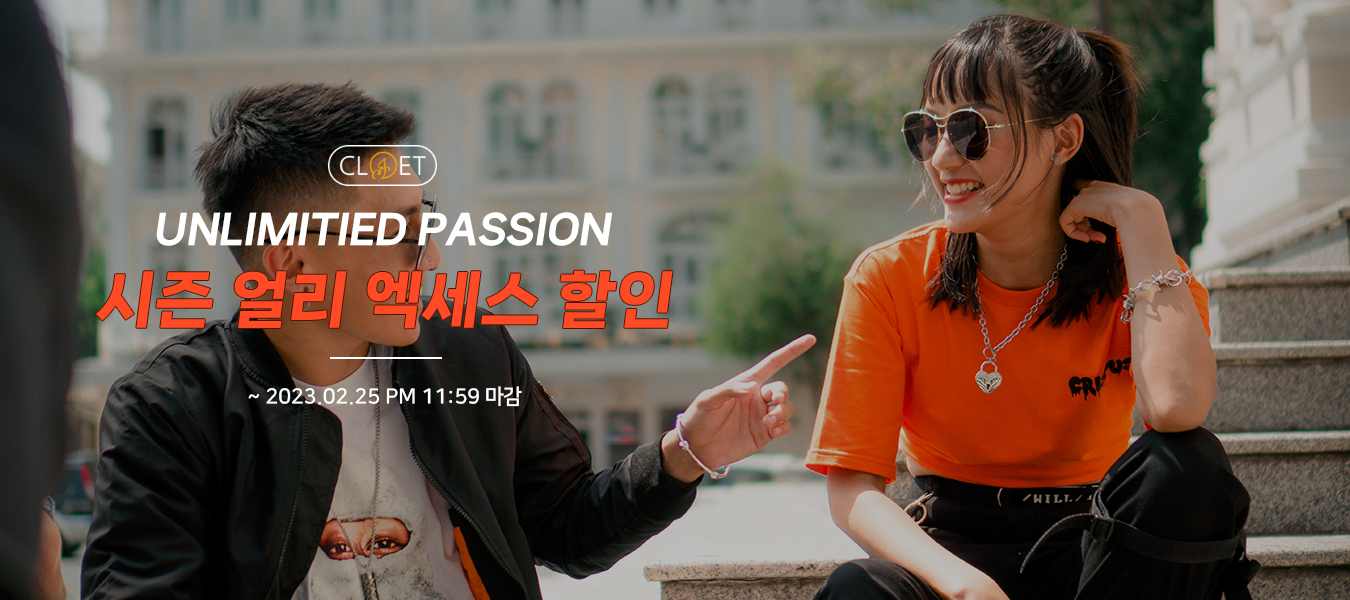 CLOET
UNLIMITIED PASSION
시즌 얼리 엑세스 할인
~ 2023.02.25 PM 11:59 마감
/WILL/